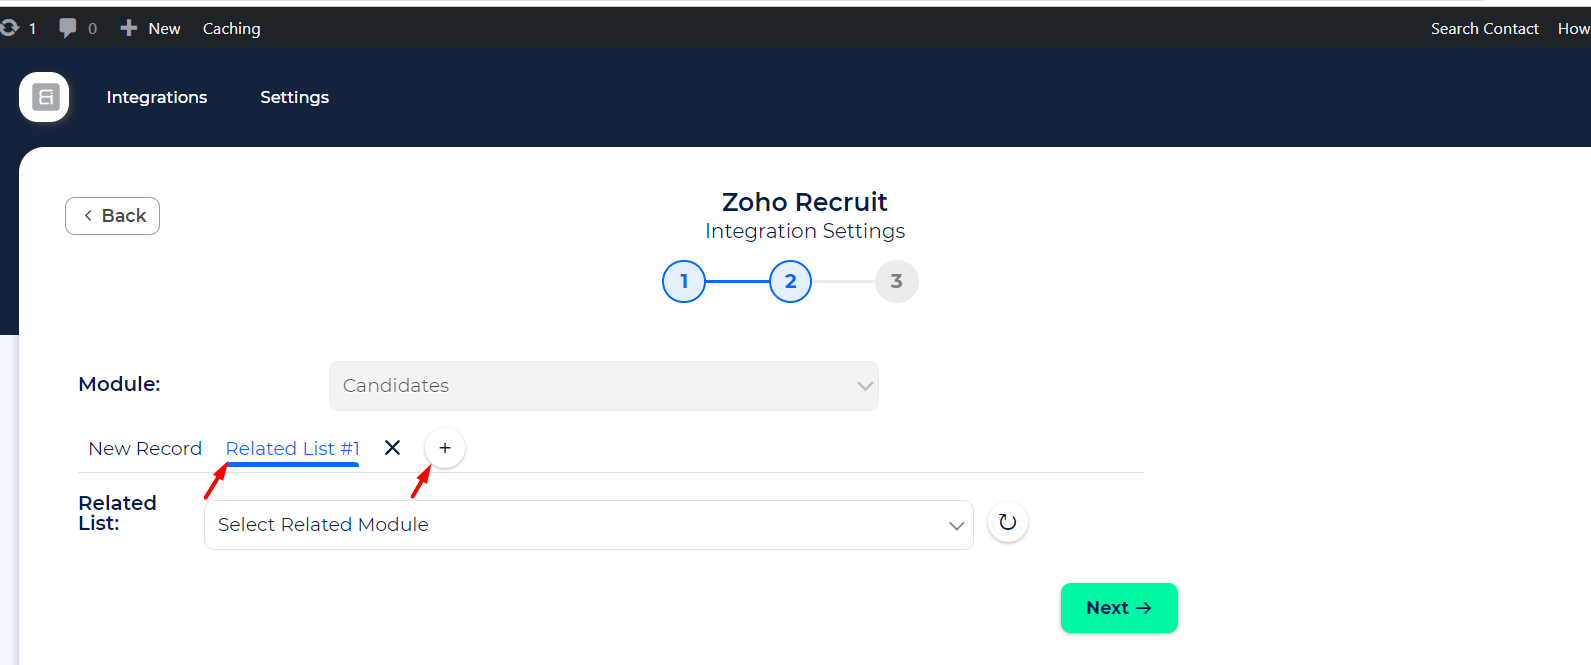 1 0 New Caching Search Contact How
Integrations Settings
Back
Zoho Recruit
Integration Settings
1 2 3
Module: Candidates
New Record Related List #1 +
Related
List:
Select Related Module
Next →